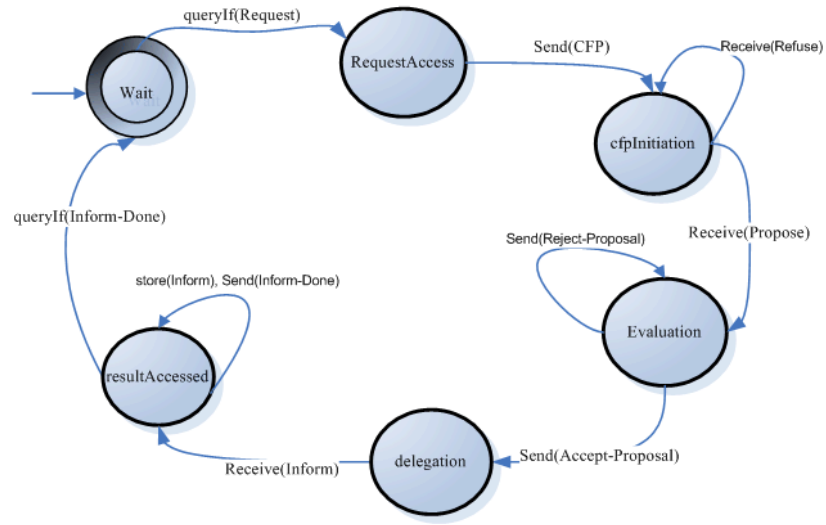 queryIf(Request)
Wait
RequestAccess
Send(CFP)
Receive(Refuse)
cfpInitiation
queryIf(Inform-Done)
Receive(Propose)
Send(Reject-Proposal)
store(Inform), Send(Inform-Done)
Evaluation
resultAccessed
Send(Accept-Proposal)
delegation
Receive(Inform)